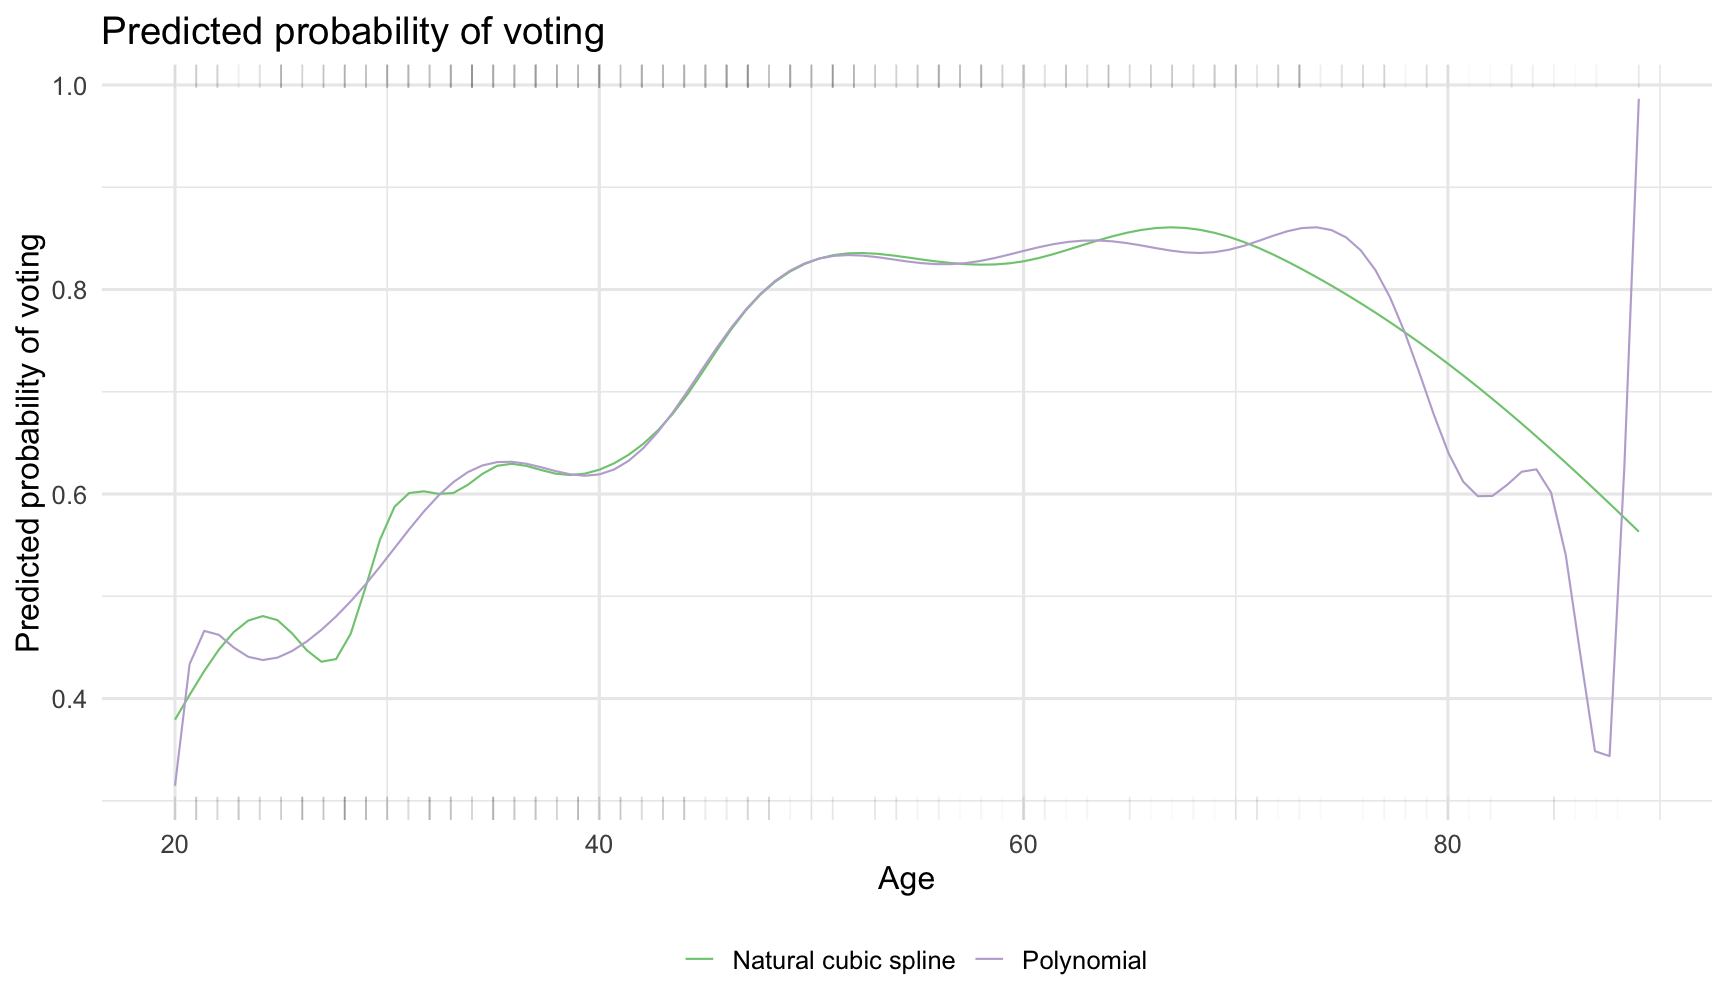 Predicted probability of voting
Predicted probability of voting
1.0
0.8
0.6
0.4
20 40 60 80
Age
Natural cubic spline Polynomial